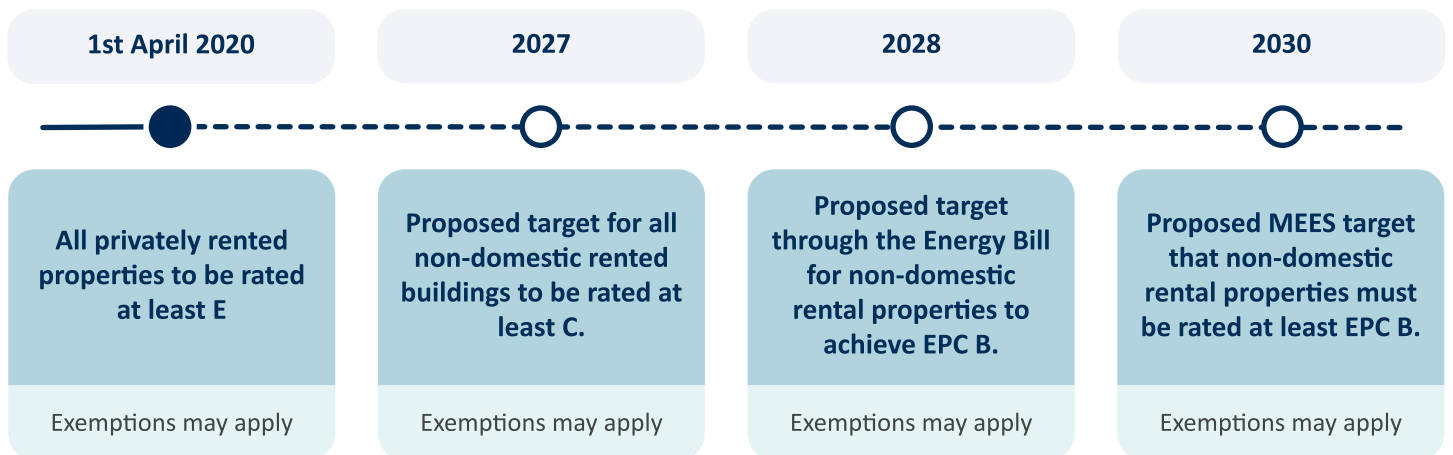 1st April 2020
2027
2028
2030
All privately rented
properties to be rated
at least E
Proposed target for all
non-domestic rented
buildings to be rated at
least C.
Proposed target
through the Energy Bill
for non-domestic
rental properties to
achieve EPC B.
Proposed MEES target
that non-domestic
rental properties must
be rated at least EPC B.
Exemptions may apply
Exemptions may apply
Exemptions may apply
Exemptions may apply